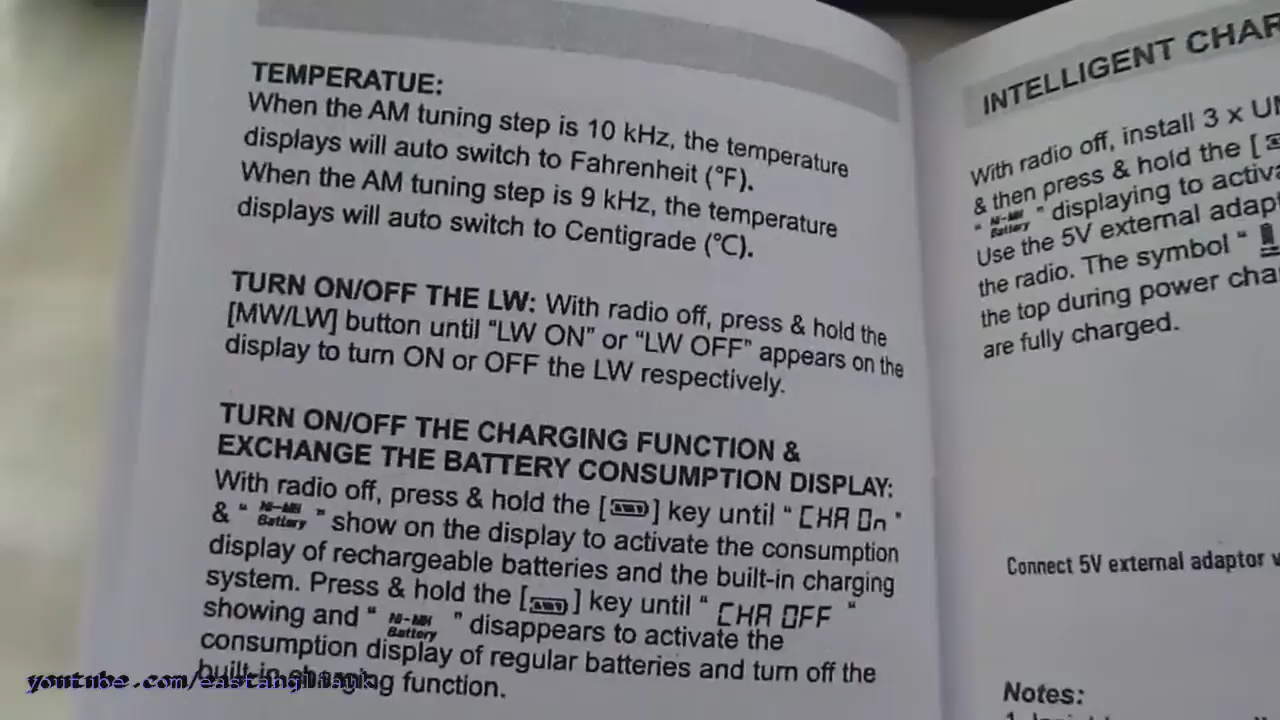 TEMPERATUE:
When the AM tuning step is 10 kHz, the temperature
displays will auto switch to Fahrenheit (°F).
When the AM tuning step is 9 kHz, the temperature
displays will auto switch to Centigrade (°C).
TURN ON/OFF THE LW: With radio off, press & hold the
[MW/LW] button until “LW ON” or “LW OFF” appears on the
display to turn ON or OFF the LW respectively.
TURN ON/OFF THE CHARGING FUNCTION &
EXCHANGE THE BATTERY CONSUMPTION DISPLAY:
With radio off, press & hold the [ ] key until “ CHA On ”
& “ Ni-MH Battery ” show on the display to activate the consumption
display of rechargeable batteries and the built-in charging
system. Press & hold the [ ] key until “ CHA OFF “
showing and “ Ni-MH Battery ” disappears to activate the
consumption display of regular batteries and turn off the
built-in charging function.
youtube.com/
INTELLIGENT
With radio off, install 3 x
& then press & hold the [
“ Ni-MH Battery ” displaying to
Use the 5V external
the radio. The symbol “
the top during power
are fully charged.
Connect 5V external adaptor
Notes: